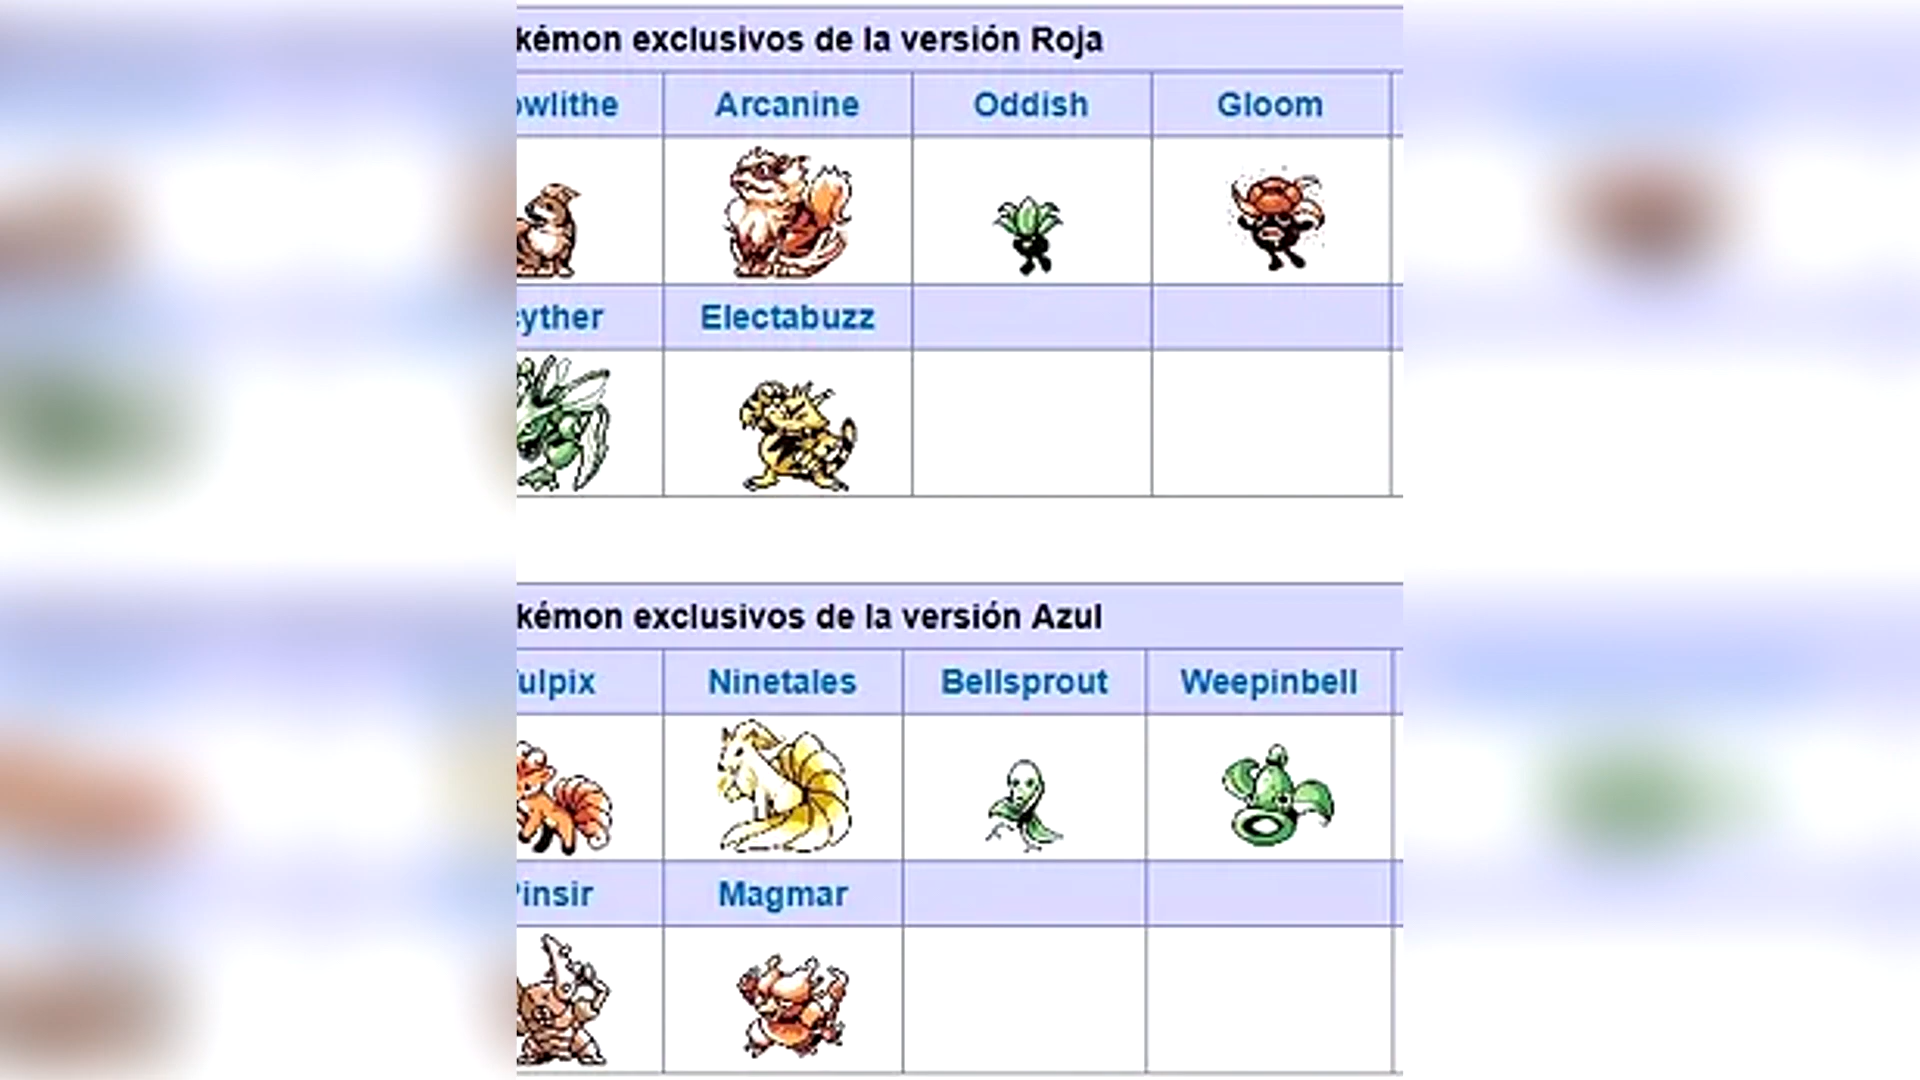 kémon exclusivos de la versión Roja
owlithe Arcanine Oddish Gloom
cyther Electabuzz
kémon exclusivos de la versión Azul
ulpix Ninetales Bellsprout Weepinbell
insir Magmar